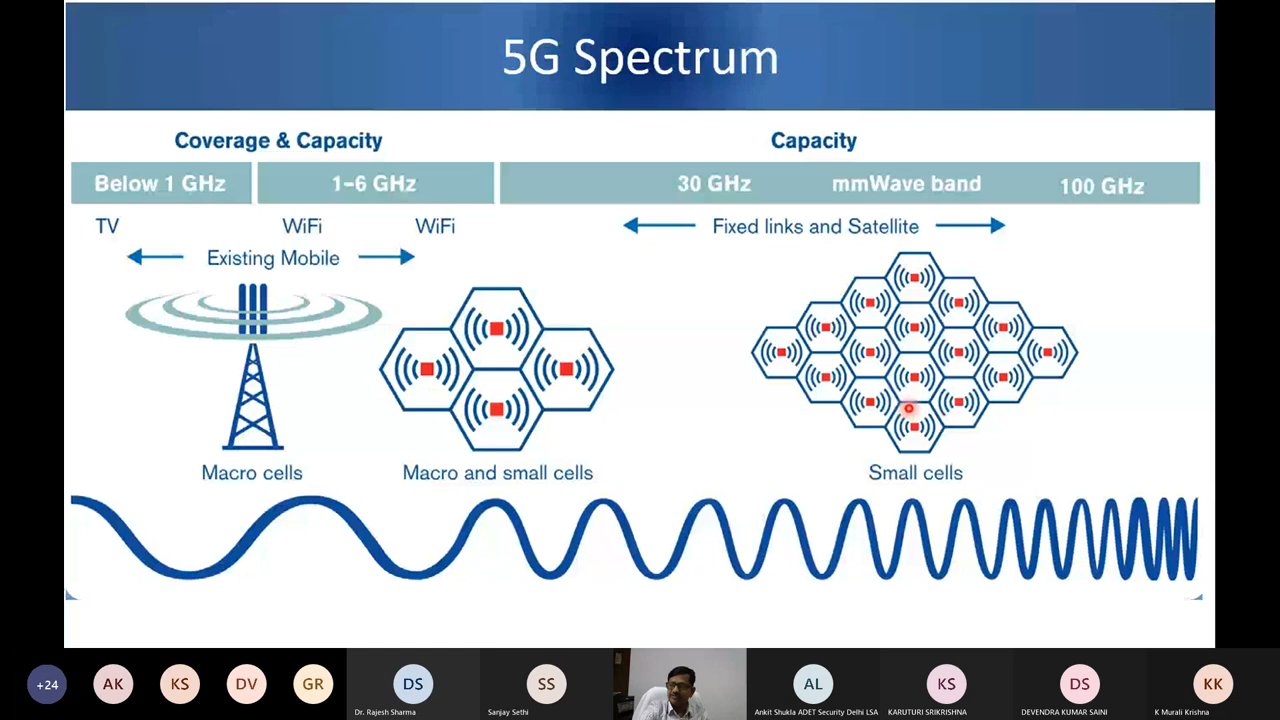 5G Spectrum
Coverage & Capacity
Capacity
Below 1 GHz
1-6 GHz
30 GHz
mmWave band
100 GHz
TV
WiFi
WiFi
Fixed links and Satellite
Existing Mobile
Macro cells
Macro and small cells
Small cells
+24
AK
KS
DV
GR
DS
SS
AL
KS
DS
KK
Dr. Rajesh Sharma
Sanjay Sethi
Ankit Shukla ADET Security Delhi LSA
KARUTURI SRIKRISHNA
DEVENDRA KUMAR SAINI
K Murali Krishna